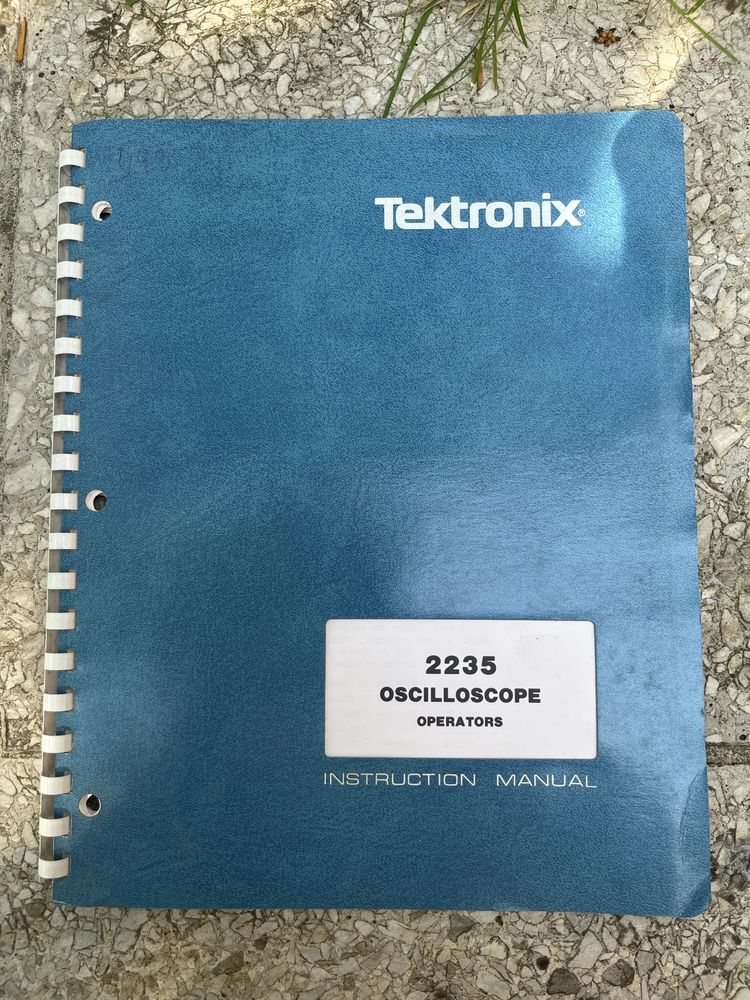 Tektronix®
2235
OSCILLOSCOPE
OPERATORS
INSTRUCTION MANUAL